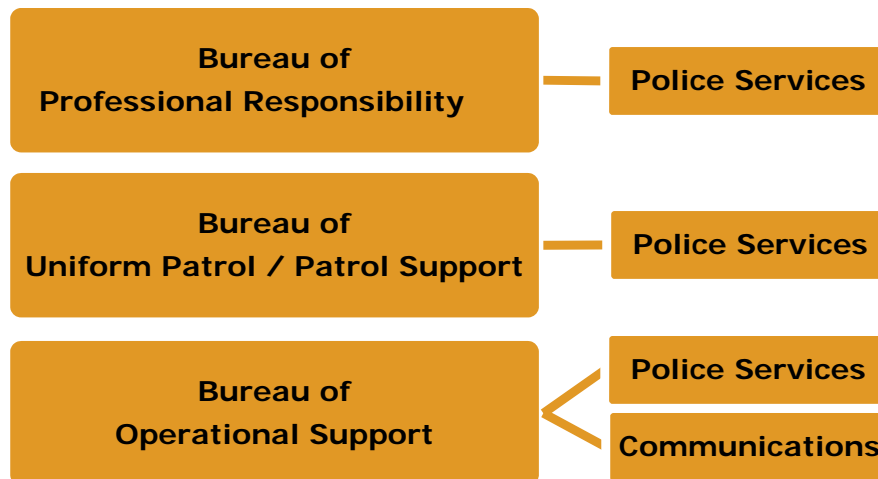 Bureau of
Professional Responsibility
Police Services
Bureau of
Uniform Patrol / Patrol Support
Police Services
Bureau of
Operational Support
Police Services
Communications